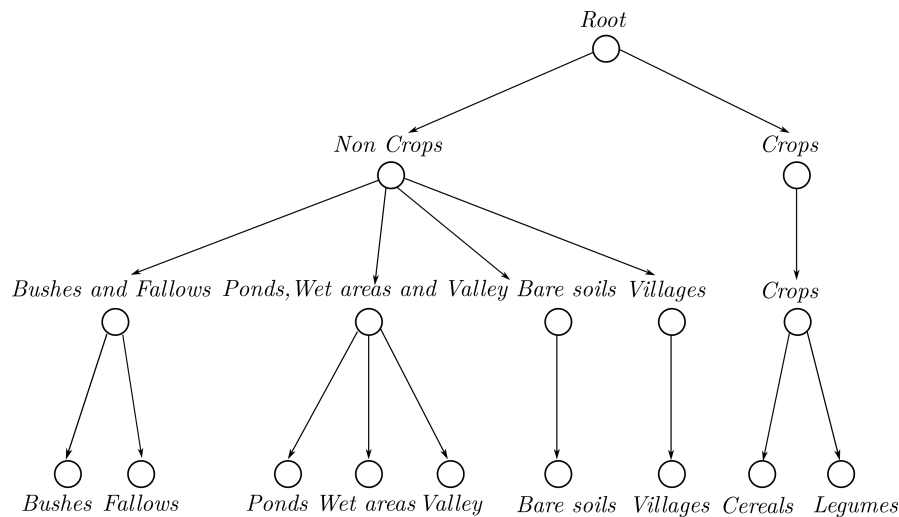 Root
Non Crops
Crops
Bushes and Fallows
Ponds, Wet areas and Valley
Bare soils
Villages
Crops
Bushes
Fallows
Ponds
Wet areas
Valley
Bare soils
Villages
Cereals
Legumes